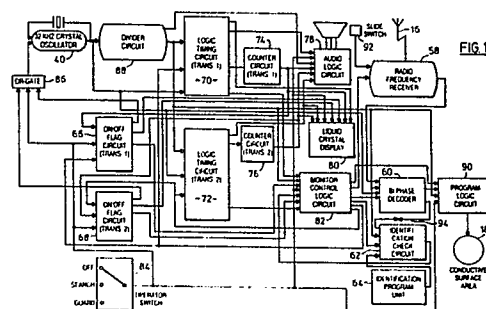 32 KHZ CRYSTAL
OSCILLATOR
40
DIVIDER
CIRCUIT
88
LOGIC
TIMING
CIRCUIT
(TRANS 1)
~70~
74
COUNTER
CIRCUIT
(TRANS 1)
78
AUDIO
LOGIC
CIRCUIT
SLIDE
SWITCH
92
16
58
RADIO
FREQUENCY
RECEIVER
FIG.1
OR-GATE
86
66
ON/OFF
FLAG
CIRCUIT
(TRANS. 1)
68
ON/OFF
FLAG
CIRCUIT
(TRANS 2)
LOGIC
TIMING
CIRCUIT
(TRANS 2)
~72~
COUNTER
CIRCUIT
(TRANS 2)
76
LIQUID
CRYSTAL
DISPLAY
80
MONITOR
CONTROL
LOGIC
CIRCUIT
82
60
BI PHASE
DECODER
94
IDENTIFI
CATION
CHECK
CIRCUIT
62
IDENTIFICATION
PROGRAM
UNIT
64
90
PROGRAM
LOGIC
CIRCUIT
18
CONDUCTIVE
SURFACE
AREA
84
OFF
SEARCH
GUARD
OPERATOR
SWITCH